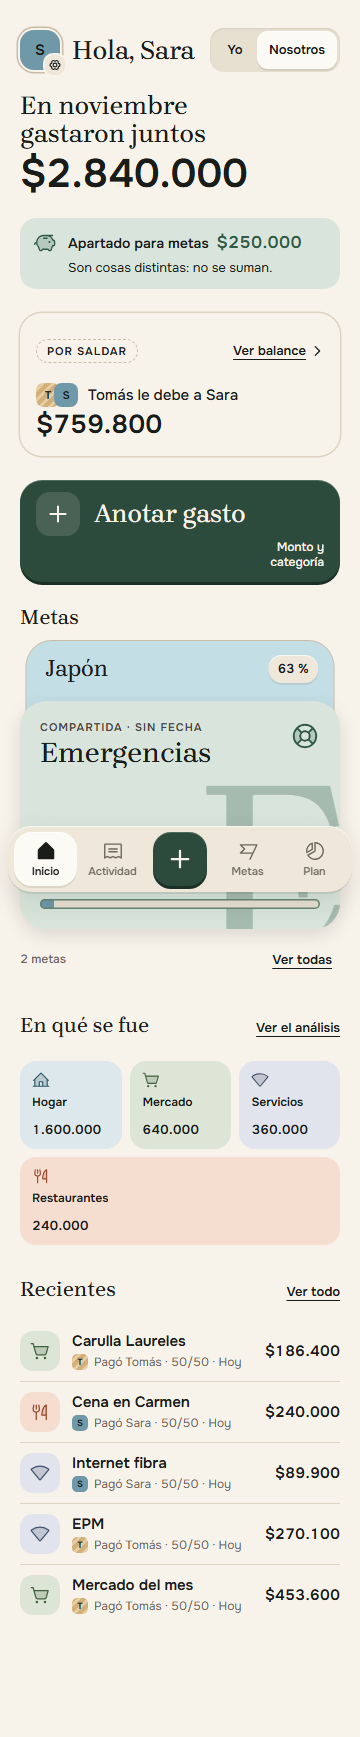 S
Hola, Sara
Yo
Nosotros
En noviembre
gastaron juntos
$2.840.000
Apartado para metas $250.000
Son cosas distintas: no se suman.
POR SALDAR
Ver balance
T S Tomás le debe a Sara
$759.800
Anotar gasto
Monto y
categoría
Metas
Japón
63 %
COMPARTIDA · SIN FECHA
Emergencias
E
Inicio
Actividad
Metas
Plan
2 metas
Ver todas
En qué se fue
Ver el análisis
Hogar
1.600.000
Mercado
640.000
Servicios
360.000
Restaurantes
240.000
Recientes
Ver todo
Carulla Laureles
T Pagó Tomás · 50/50 · Hoy
$186.400
Cena en Carmen
S Pagó Sara · 50/50 · Hoy
$240.000
Internet fibra
S Pagó Sara · 50/50 · Hoy
$89.900
EPM
T Pagó Tomás · 50/50 · Hoy
$270.100
Mercado del mes
T Pagó Tomás · 50/50 · Hoy
$453.600